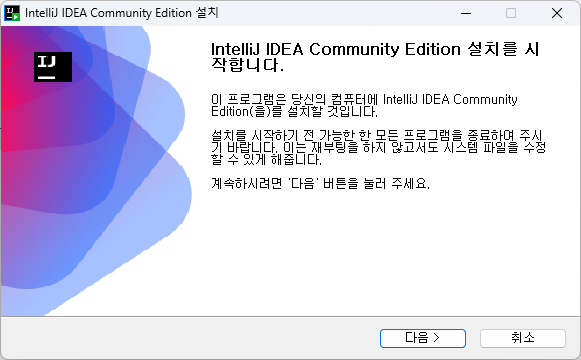 IntelliJ IDEA Community Edition 설치
IJ
IntelliJ IDEA Community Edition 설치를 시
작합니다.
이 프로그램은 당신의 컴퓨터에 IntelliJ IDEA Community
Edition(을)를 설치할 것입니다.
설치를 시작하기 전 가능한 한 모든 프로그램을 종료하여 주시
기 바랍니다. 이는 재부팅을 하지 않고서도 시스템 파일을 수정
할 수 있게 해줍니다.
계속하시려면 '다음' 버튼을 눌러 주세요.
다음 >
취소